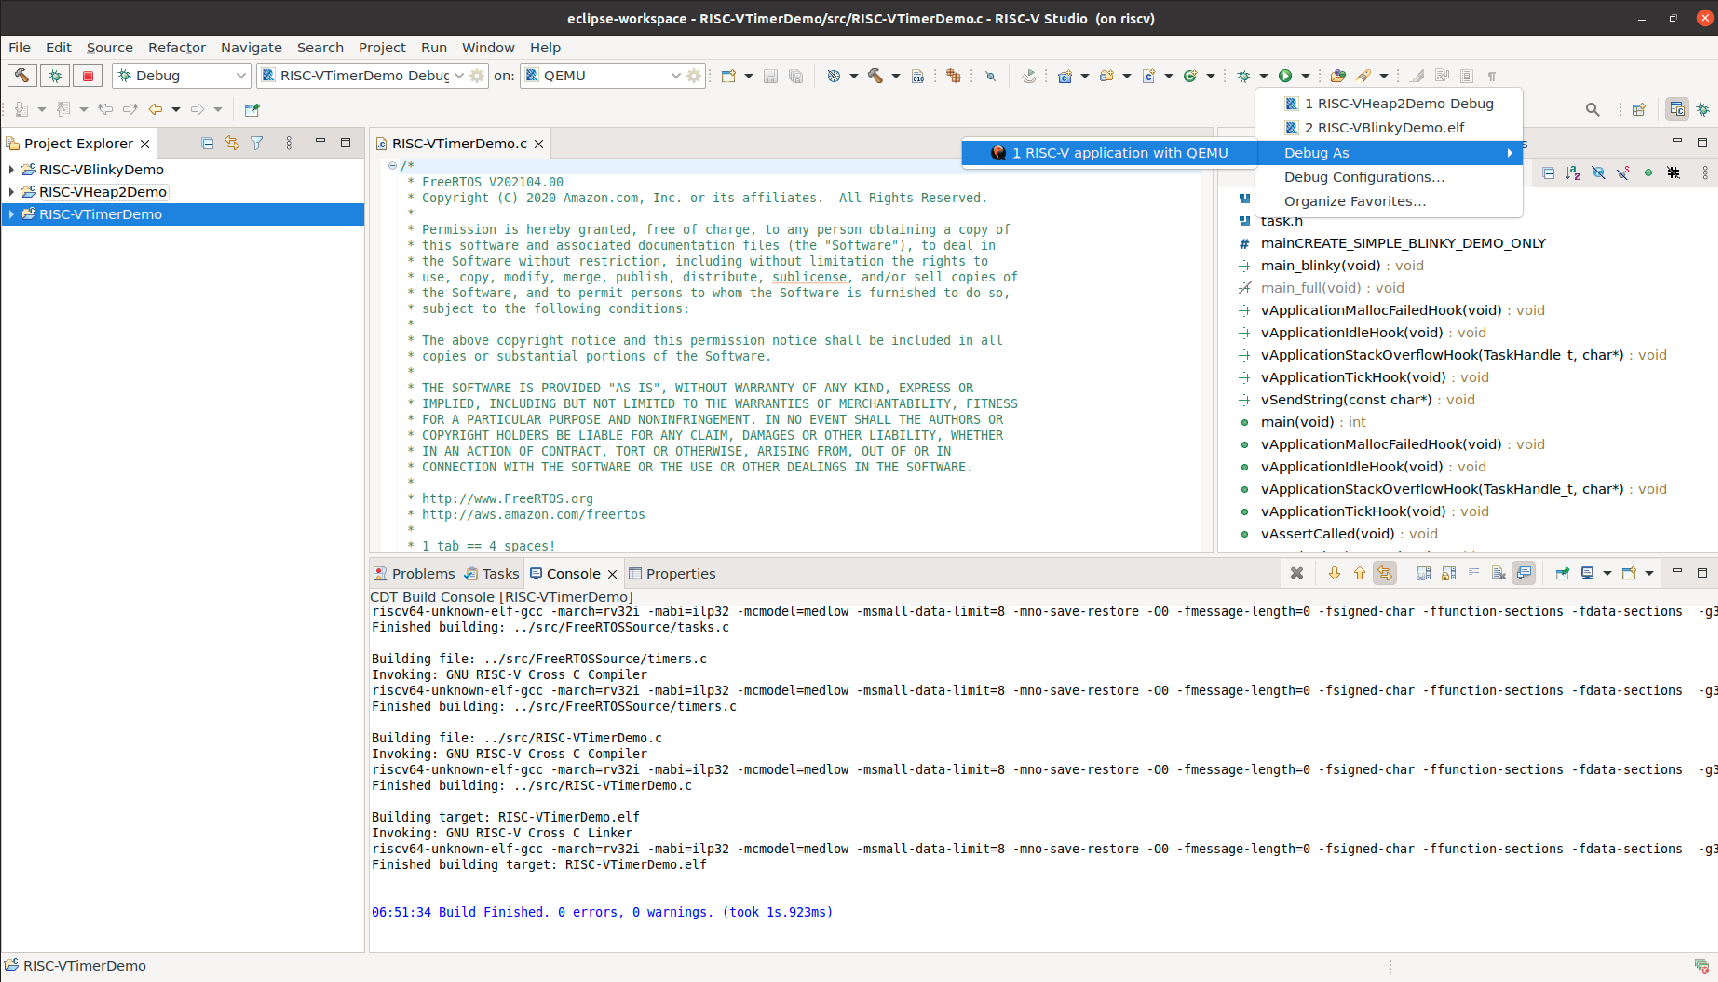 eclipse-workspace - RISC-VTimerDemo/src/RISC-VTimerDemo.c - RISC-V Studio  (on riscv)
File Edit Source Refactor Navigate Search Project Run Window Help
Debug RISC-VTimerDemo Debug on: QEMU
1 RISC-VHeap2Demo Debug
2 RISC-VBlinkyDemo.elf
Debug As
Debug Configurations...
Organize Favorites...
1 RISC-V application with QEMU
Project Explorer
RISC-VBlinkyDemo
RISC-VHeap2Demo
RISC-VTimerDemo
RISC-VTimerDemo.c
/*
* FreeRTOS V202104.00
* Copyright (C) 2020 Amazon.com, Inc. or its affiliates.  All Rights Reserved.
*
* Permission is hereby granted, free of charge, to any person obtaining a copy of
* this software and associated documentation files (the "Software"), to deal in
* the Software without restriction, including without limitation the rights to
* use, copy, modify, merge, publish, distribute, sublicense, and/or sell copies of
* the Software, and to permit persons to whom the Software is furnished to do so,
* subject to the following conditions:
*
* The above copyright notice and this permission notice shall be included in all
* copies or substantial portions of the Software.
*
* THE SOFTWARE IS PROVIDED "AS IS", WITHOUT WARRANTY OF ANY KIND, EXPRESS OR
* IMPLIED, INCLUDING BUT NOT LIMITED TO THE WARRANTIES OF MERCHANTABILITY, FITNESS
* FOR A PARTICULAR PURPOSE AND NONINFRINGEMENT. IN NO EVENT SHALL THE AUTHORS OR
* COPYRIGHT HOLDERS BE LIABLE FOR ANY CLAIM, DAMAGES OR OTHER LIABILITY, WHETHER
* IN AN ACTION OF CONTRACT, TORT OR OTHERWISE, ARISING FROM, OUT OF OR IN
* CONNECTION WITH THE SOFTWARE OR THE USE OR OTHER DEALINGS IN THE SOFTWARE.
*
* http://www.FreeRTOS.org
* http://aws.amazon.com/freertos
*
* 1 tab == 4 spaces!
task.h
mainCREATE_SIMPLE_BLINKY_DEMO_ONLY
main_blinky(void) : void
main_full(void) : void
vApplicationMallocFailedHook(void) : void
vApplicationIdleHook(void) : void
vApplicationStackOverflowHook(TaskHandle_t, char*) : void
vApplicationTickHook(void) : void
vSendString(const char*) : void
main(void) : int
vApplicationMallocFailedHook(void) : void
vApplicationIdleHook(void) : void
vApplicationStackOverflowHook(TaskHandle_t, char*) : void
vApplicationTickHook(void) : void
vAssertCalled(void) : void
Problems Tasks Console Properties
CDT Build Console [RISC-VTimerDemo]
riscv64-unknown-elf-gcc -march=rv32i -mabi=ilp32 -mcmodel=medlow -msmall-data-limit=8 -mno-save-restore -O0 -fmessage-length=0 -fsigned-char -ffunction-sections -fdata-sections  -g3
Finished building: ../src/FreeRTOSSource/tasks.c
Building file: ../src/FreeRTOSSource/timers.c
Invoking: GNU RISC-V Cross C Compiler
riscv64-unknown-elf-gcc -march=rv32i -mabi=ilp32 -mcmodel=medlow -msmall-data-limit=8 -mno-save-restore -O0 -fmessage-length=0 -fsigned-char -ffunction-sections -fdata-sections  -g3
Finished building: ../src/FreeRTOSSource/timers.c
Building file: ../src/RISC-VTimerDemo.c
Invoking: GNU RISC-V Cross C Compiler
riscv64-unknown-elf-gcc -march=rv32i -mabi=ilp32 -mcmodel=medlow -msmall-data-limit=8 -mno-save-restore -O0 -fmessage-length=0 -fsigned-char -ffunction-sections -fdata-sections  -g3
Finished building: ../src/RISC-VTimerDemo.c
Building target: RISC-VTimerDemo.elf
Invoking: GNU RISC-V Cross C Linker
riscv64-unknown-elf-gcc -march=rv32i -mabi=ilp32 -mcmodel=medlow -msmall-data-limit=8 -mno-save-restore -O0 -fmessage-length=0 -fsigned-char -ffunction-sections -fdata-sections  -g3
Finished building target: RISC-VTimerDemo.elf
06:51:34 Build Finished. 0 errors, 0 warnings. (took 1s.923ms)
RISC-VTimerDemo